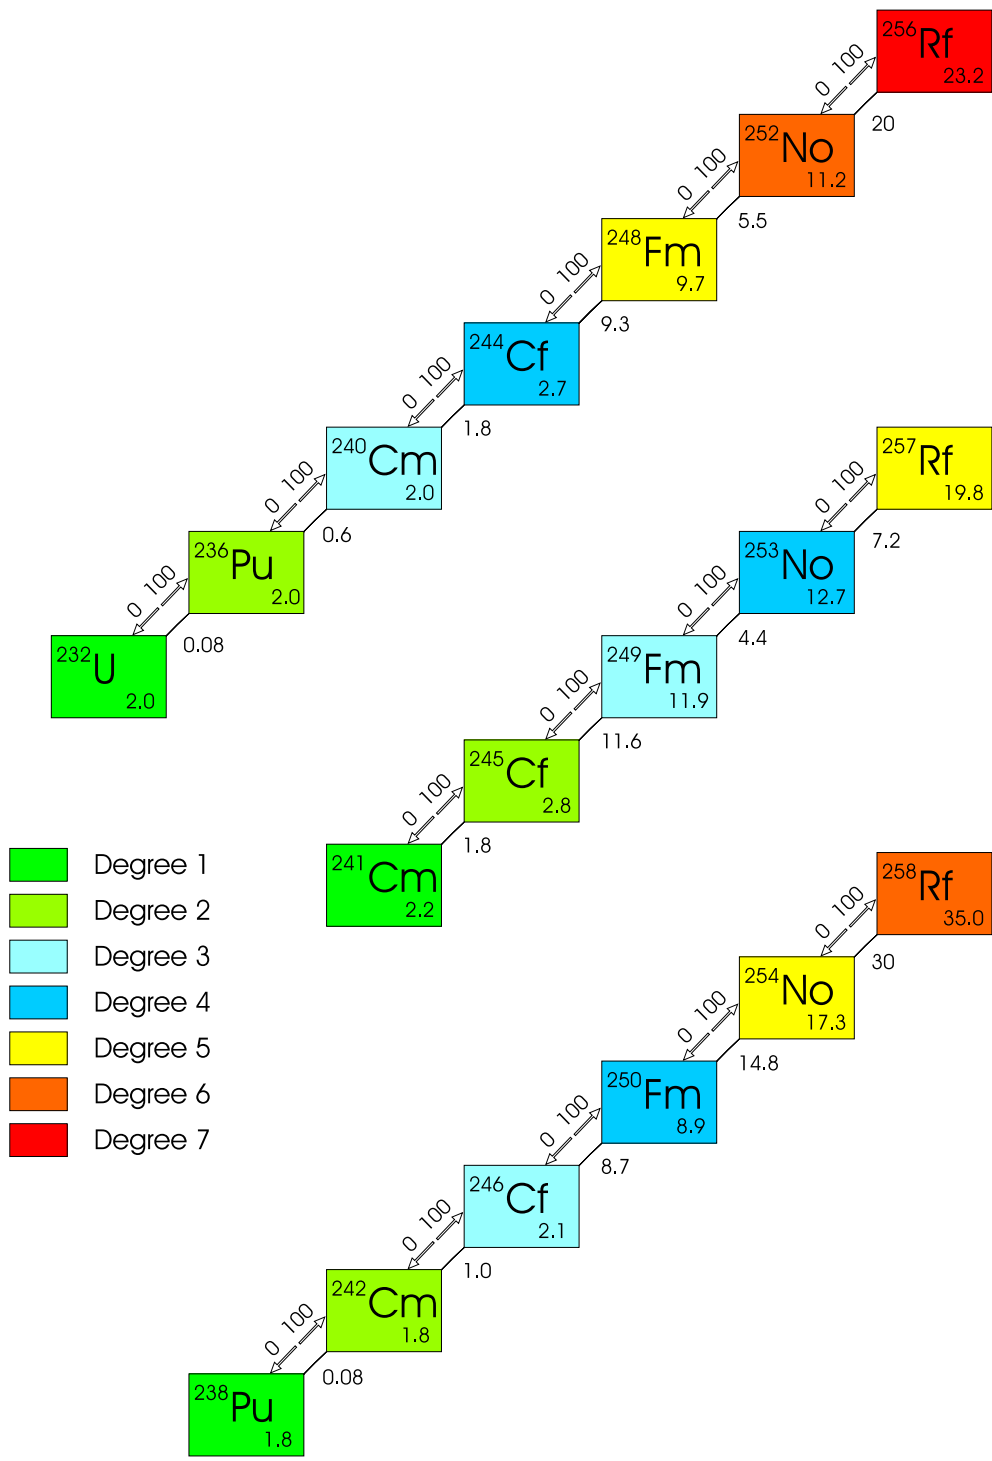 256Rf
23.2
0 100
20
252No
11.2
0 100
5.5
248Fm
9.7
0 100
9.3
244Cf
2.7
0 100
1.8
240Cm
2.0
0 100
0.6
236Pu
2.0
0 100
0.08
232U
2.0
257Rf
19.8
0 100
7.2
253No
12.7
0 100
4.4
249Fm
11.9
0 100
11.6
245Cf
2.8
0 100
1.8
241Cm
2.2
Degree 1
Degree 2
Degree 3
Degree 4
Degree 5
Degree 6
Degree 7
258Rf
35.0
0 100
30
254No
17.3
0 100
14.8
250Fm
8.9
0 100
8.7
246Cf
2.1
0 100
1.0
242Cm
1.8
0 100
0.08
238Pu
1.8